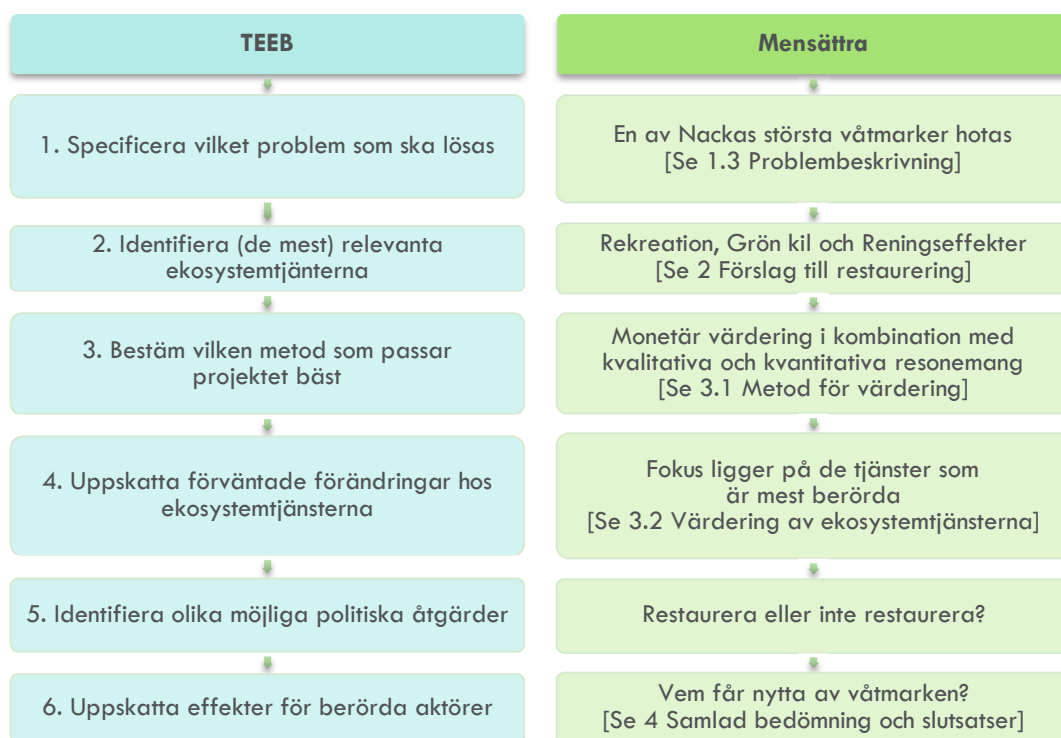 TEEB
1. Specificera vilket problem som ska lösas
2. Identifiera (de mest) relevanta
ekosystemtjänterna
3. Bestäm vilken metod som passar
projektet bäst
4. Uppskatta förväntade förändringar hos
ekosystemtjänsterna
5. Identifiera olika möjliga politiska åtgärder
6. Uppskatta effekter för berörda aktörer
Mensättra
En av Nackas största våtmarker hotas
[Se 1.3 Problembeskrivning]
Rekreation, Grön kil och Reningseffekter
[Se 2 Förslag till restaurering]
Monetär värdering i kombination med
kvalitativa och kvantitativa resonemang
[Se 3.1 Metod för värdering]
Fokus ligger på de tjänster som
är mest berörda
[Se 3.2 Värdering av ekosystemtjänsterna]
Restaurera eller inte restaurera?
Vem får nytta av våtmarken?
[Se 4 Samlad bedömning och slutsatser]